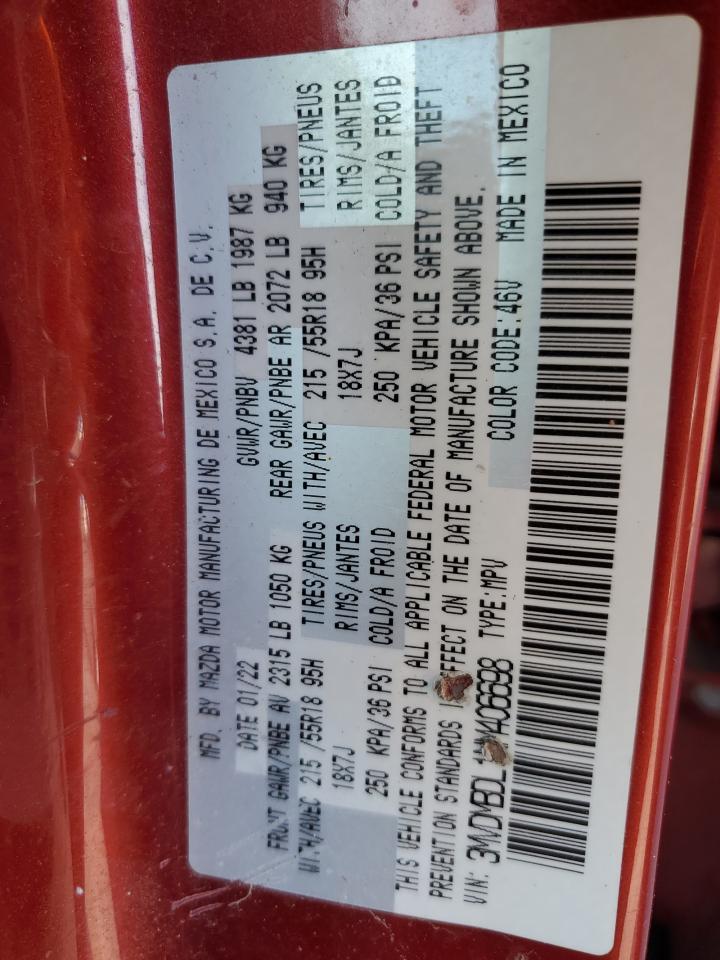 MFD. BY MAZDA MOTOR MANUFACTURING DE MEXICO S.A. DE C.V.
DATE 01/22 GVWR/PNBV 4381 LB 1987 KG
FRONT GAWR/PNBE AV 2315 LB 1050 KG REAR GAWR/PNBE AR 2072 LB 940 KG
WITH/AVEC 215 /55R18 95H TIRES/PNEUS WITH/AVEC 215 /55R18 95H TIRES/PNEUS
18X7J RIMS/JANTES 18X7J RIMS/JANTES
250 KPA/36 PSI COLD/A FROID 250 KPA/36 PSI COLD/A FROID
THIS VEHICLE CONFORMS TO ALL APPLICABLE FEDERAL MOTOR VEHICLE SAFETY AND THEFT
PREVENTION STANDARDS EFFECT ON THE DATE OF MANUFACTURE SHOWN ABOVE.
VIN: TYPE:MPV COLOR CODE:46V MADE IN MEXICO